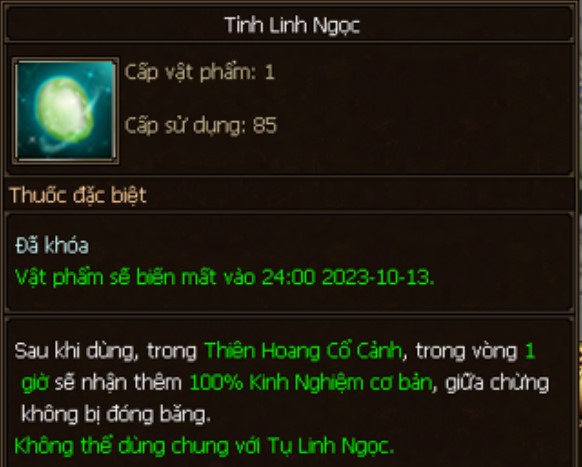 Tinh Linh Ngọc
Cấp vật phẩm: 1
Cấp sử dụng: 85
Thuốc đặc biệt
Đã khóa
Vật phẩm sẽ biến mất vào 24:00 2023-10-13.
Sau khi dùng, trong Thiên Hoang Cổ Cảnh, trong vòng 1
giờ sẽ nhận thêm 100% Kinh Nghiệm cơ bản, giữa chừng
không bị đóng băng.
Không thể dùng chung với Tụ Linh Ngọc.